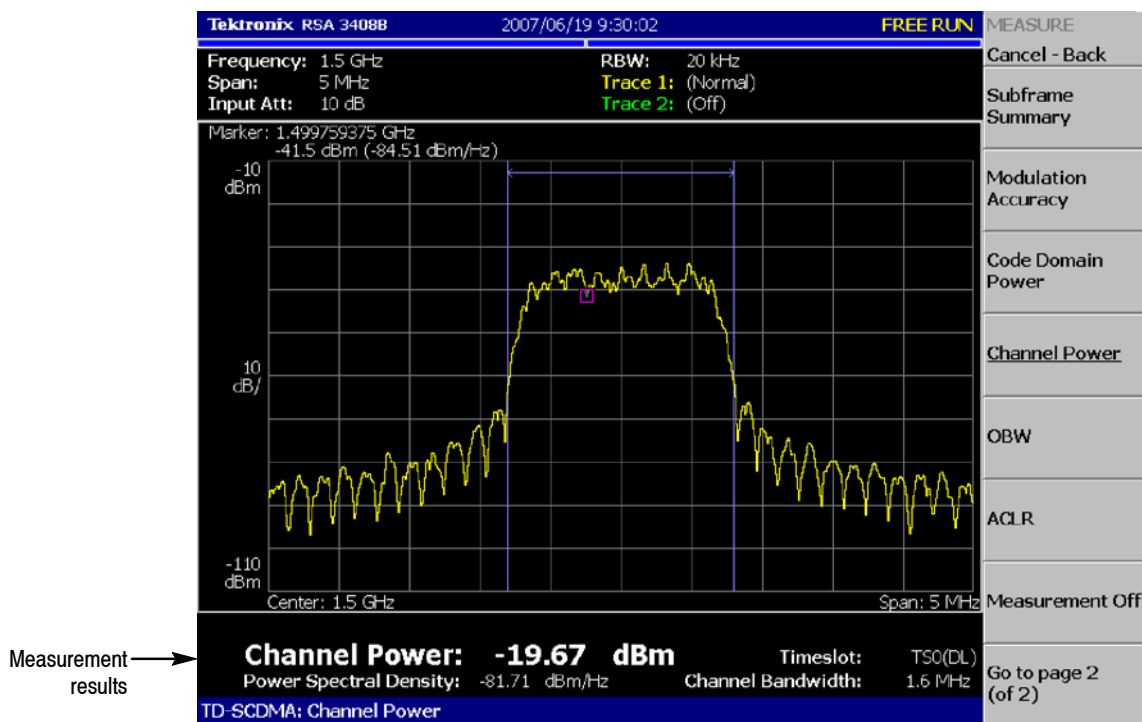 Tektronix RSA 3408B 2007/06/19 9:30:02 FREE RUN
Frequency: 1.5 GHz RBW: 20 kHz
Span: 5 MHz Trace 1: (Normal)
Input Att: 10 dB Trace 2: (Off)
Marker: 1.499759375 GHz
-41.5 dBm (-84.51 dBm/Hz)
-10
dBm
10
dB/
-110
dBm
Center: 1.5 GHz Span: 5 MHz
Measurement
results
Channel Power: -19.67 dBm Timeslot: TS0(DL)
Power Spectral Density: -81.71 dBm/Hz Channel Bandwidth: 1.6 MHz
TD-SCDMA: Channel Power
MEASURE
Cancel - Back
Subframe
Summary
Modulation
Accuracy
Code Domain
Power
Channel Power
OBW
ACLR
Measurement Off
Go to page 2
(of 2)